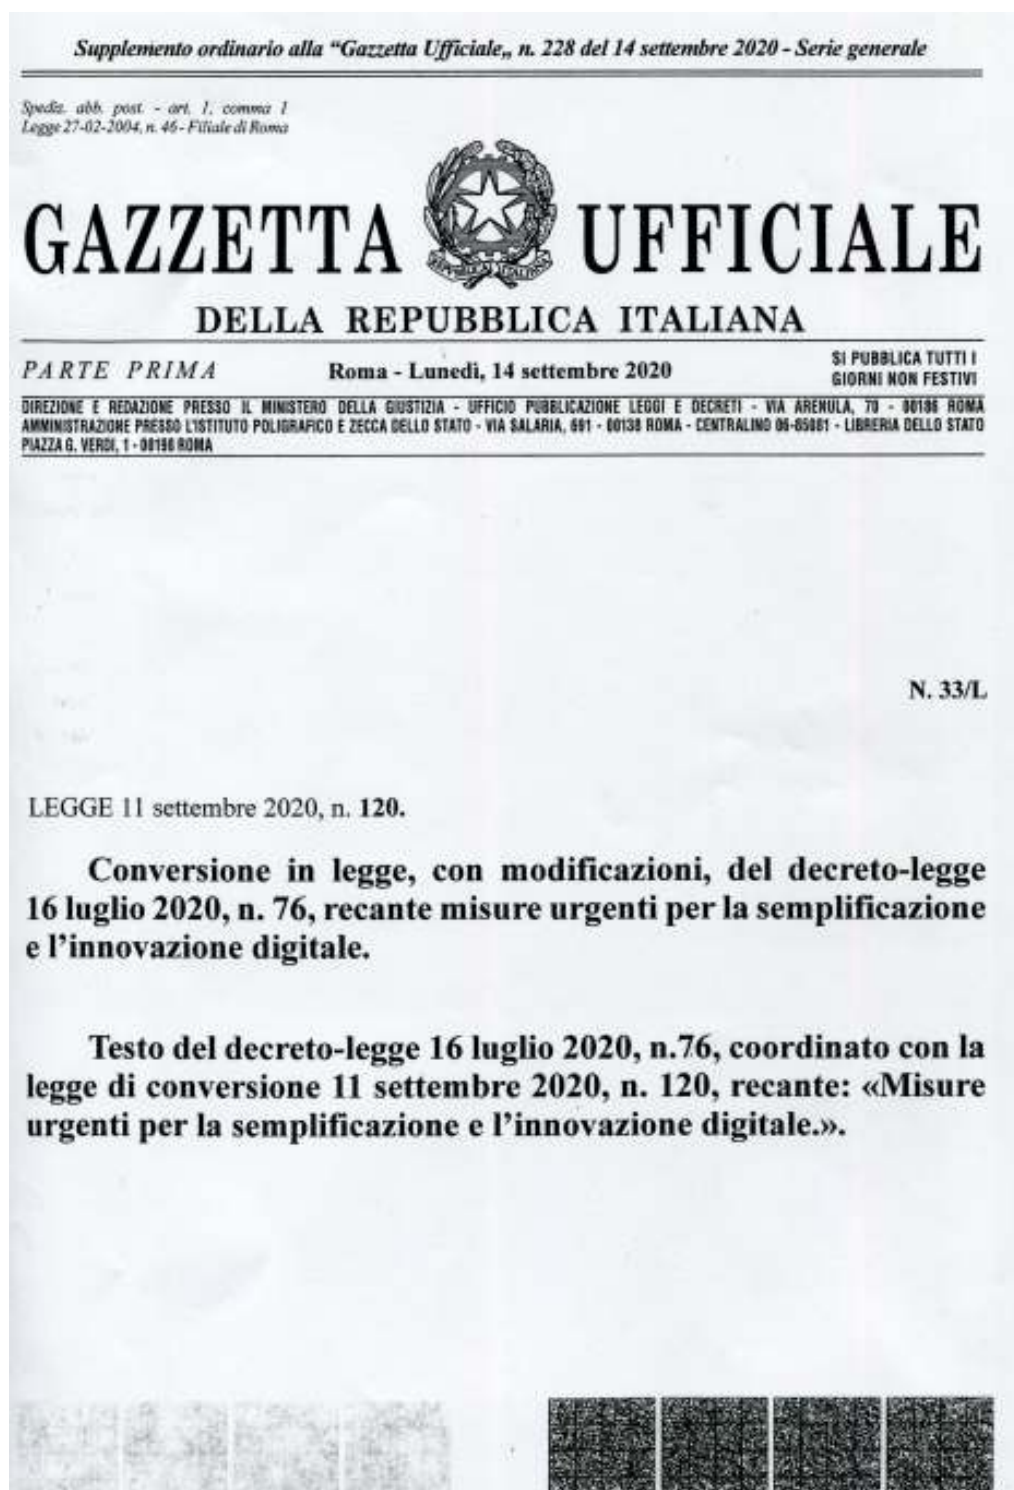 Supplemento ordinario alla “Gazzetta Ufficiale„ n. 228 del 14 settembre 2020 - Serie generale
Spediz. abb. post. - art. 1, comma 1
Legge 27-02-2004, n. 46 - Filiale di Roma
GAZZETTA UFFICIALE
REPVBBLICA ITALIANA
DELLA REPUBBLICA ITALIANA
PARTE PRIMA
Roma - Lunedì, 14 settembre 2020
SI PUBBLICA TUTTI I
GIORNI NON FESTIVI
DIREZIONE E REDAZIONE PRESSO IL MINISTERO DELLA GIUSTIZIA - UFFICIO PUBBLICAZIONE LEGGI E DECRETI - VIA ARENULA, 70 - 00186 ROMA
AMMINISTRAZIONE PRESSO L'ISTITUTO POLIGRAFICO E ZECCA DELLO STATO - VIA SALARIA, 691 - 00138 ROMA - CENTRALINO 06-85081 - LIBRERIA DELLO STATO
PIAZZA G. VERDI, 1 - 00198 ROMA
N. 33/L
LEGGE 11 settembre 2020, n. 120.
Conversione in legge, con modificazioni, del decreto-legge
16 luglio 2020, n. 76, recante misure urgenti per la semplificazione
e l’innovazione digitale.
Testo del decreto-legge 16 luglio 2020, n.76, coordinato con la
legge di conversione 11 settembre 2020, n. 120, recante: «Misure
urgenti per la semplificazione e l’innovazione digitale.».